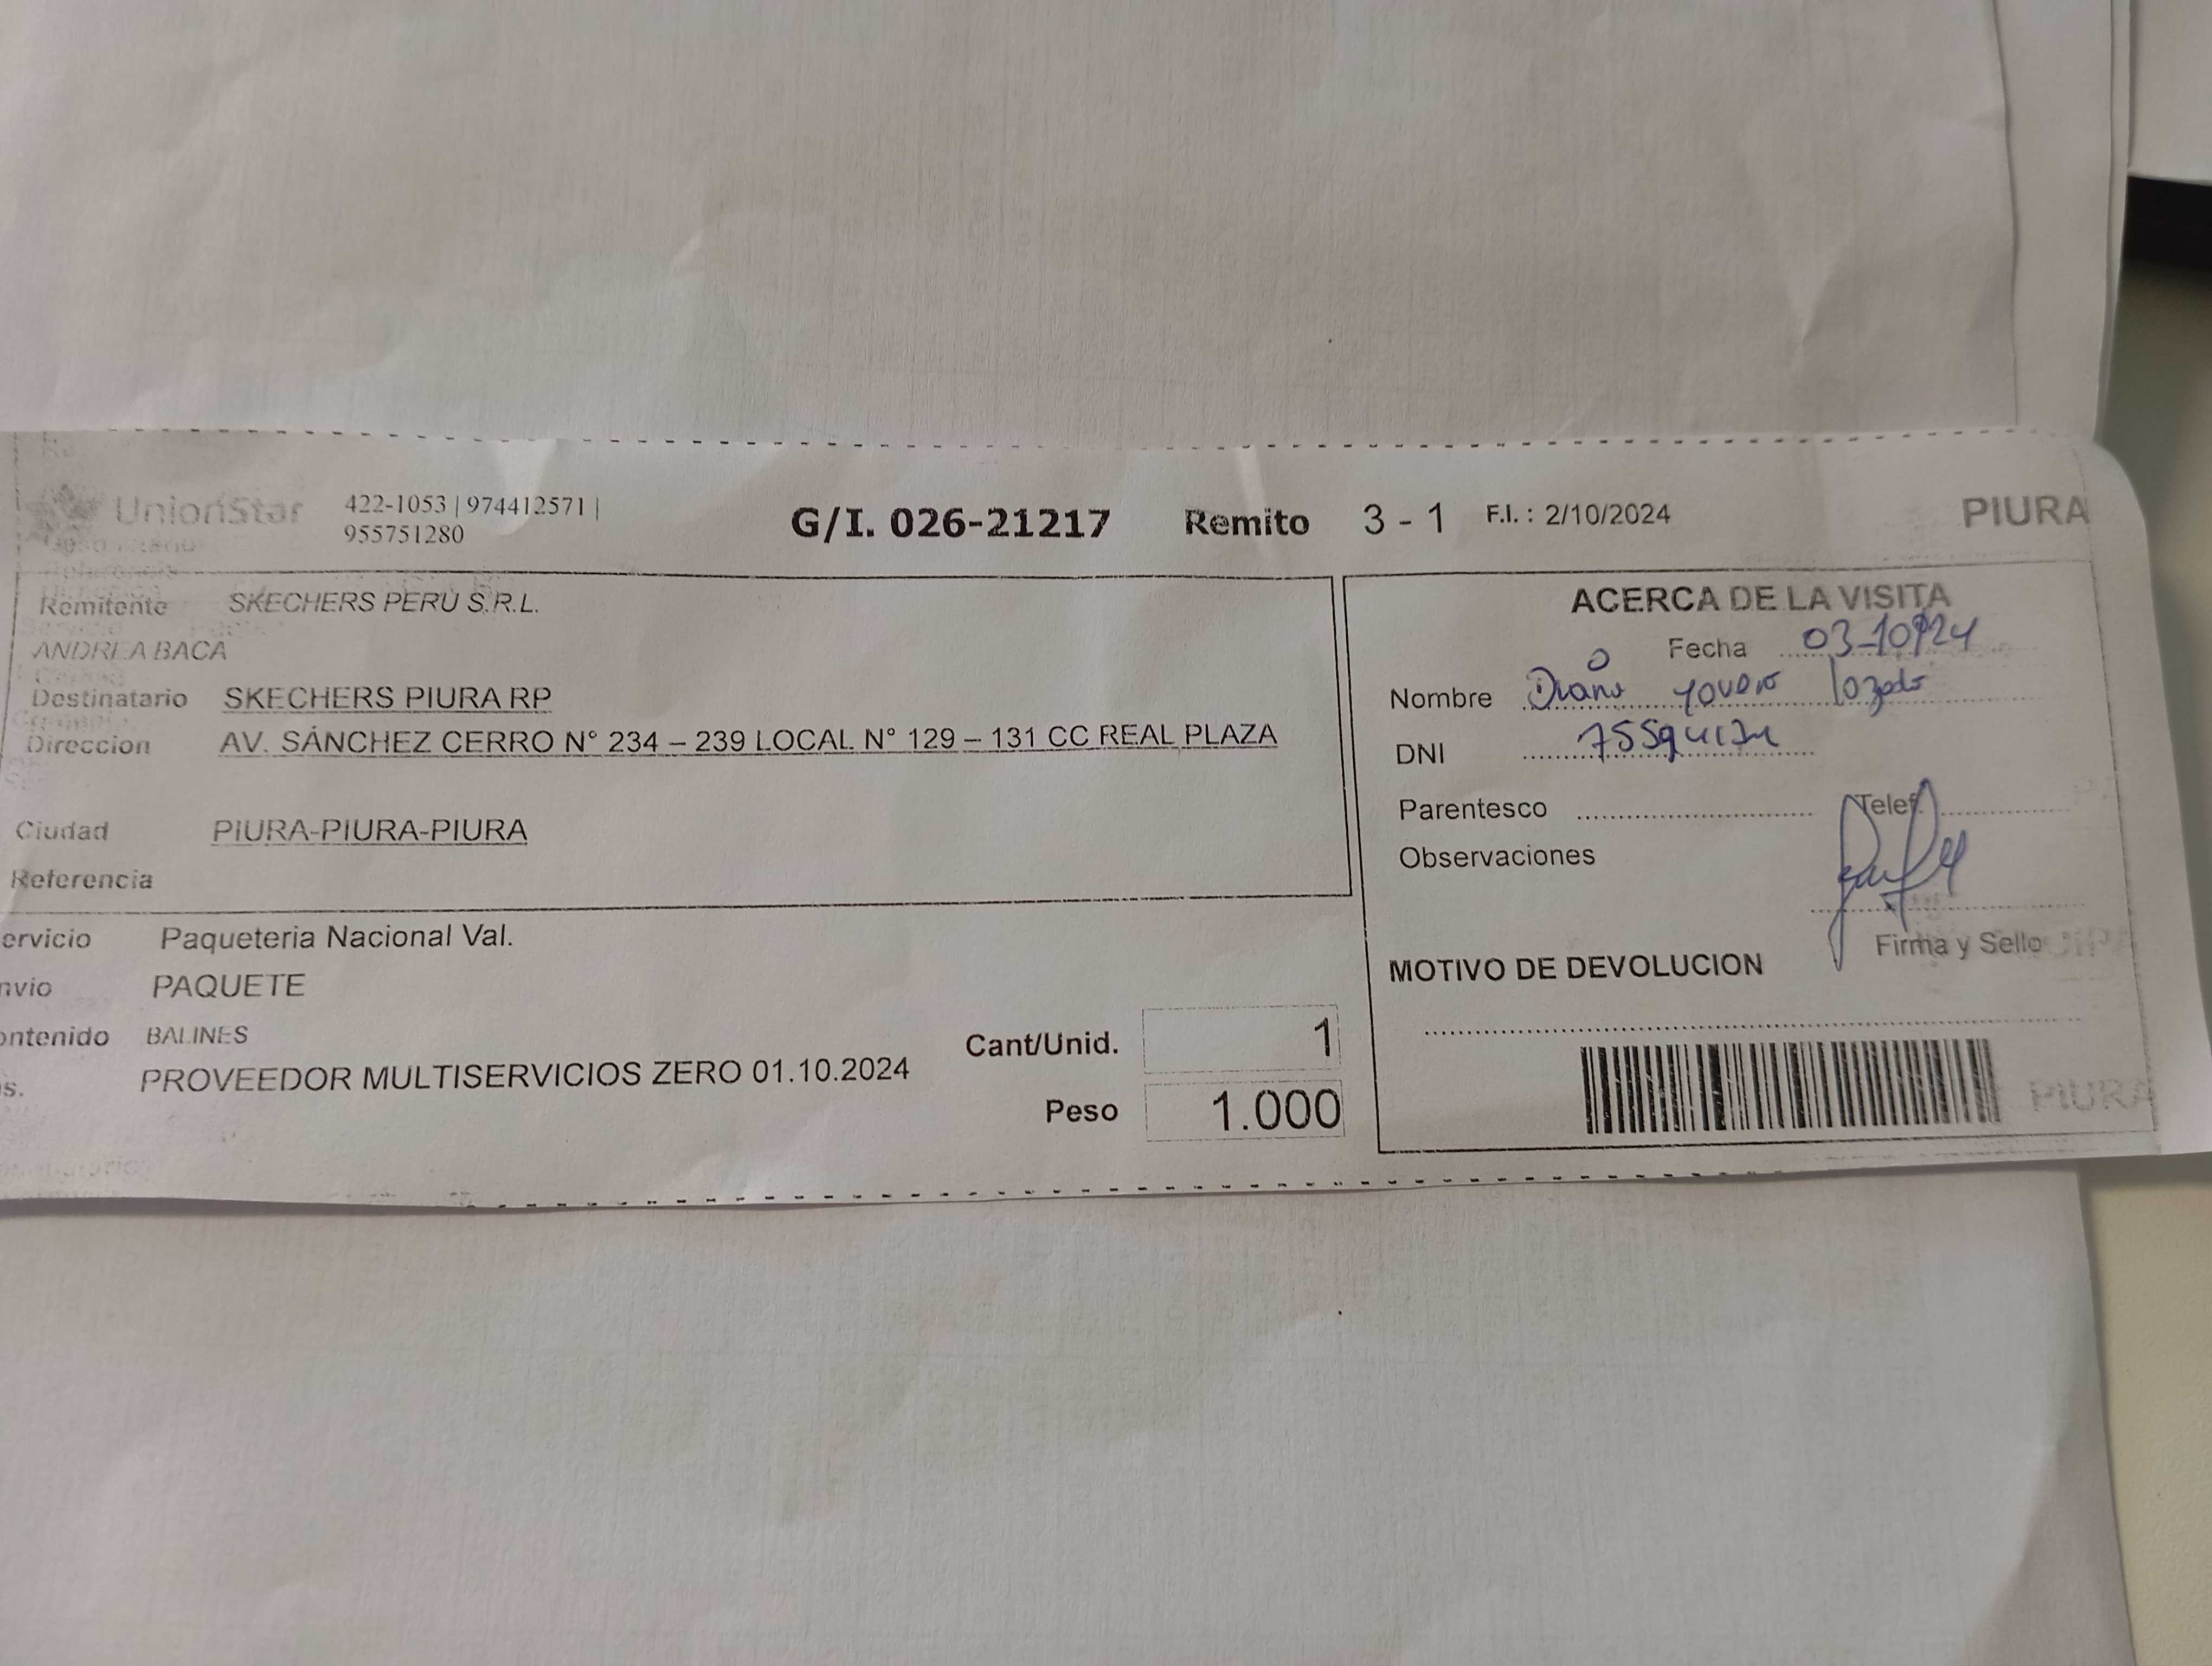 UnionStar
422-1053 | 974412571 |
955751280
G/I. 026-21217 Remito 3 - 1 F.I. : 2/10/2024 PIURA
Remitente SKECHERS PERU S.R.L.
ANDREA BACA
Destinatario SKECHERS PIURA RP
Direccion AV. SÁNCHEZ CERRO N° 234 – 239 LOCAL N° 129 – 131 CC REAL PLAZA
Ciudad PIURA-PIURA-PIURA
Referencia
ervicio Paqueteria Nacional Val.
nvio PAQUETE
ontenido BALINES
s. PROVEEDOR MULTISERVICIOS ZERO 01.10.2024
Cant/Unid. 1
Peso 1.000
ACERCA DE LA VISITA
Fecha 03-10-24
Nombre
DNI
Parentesco Telef.
Observaciones
Firma y Sello
MOTIVO DE DEVOLUCION
PIURA